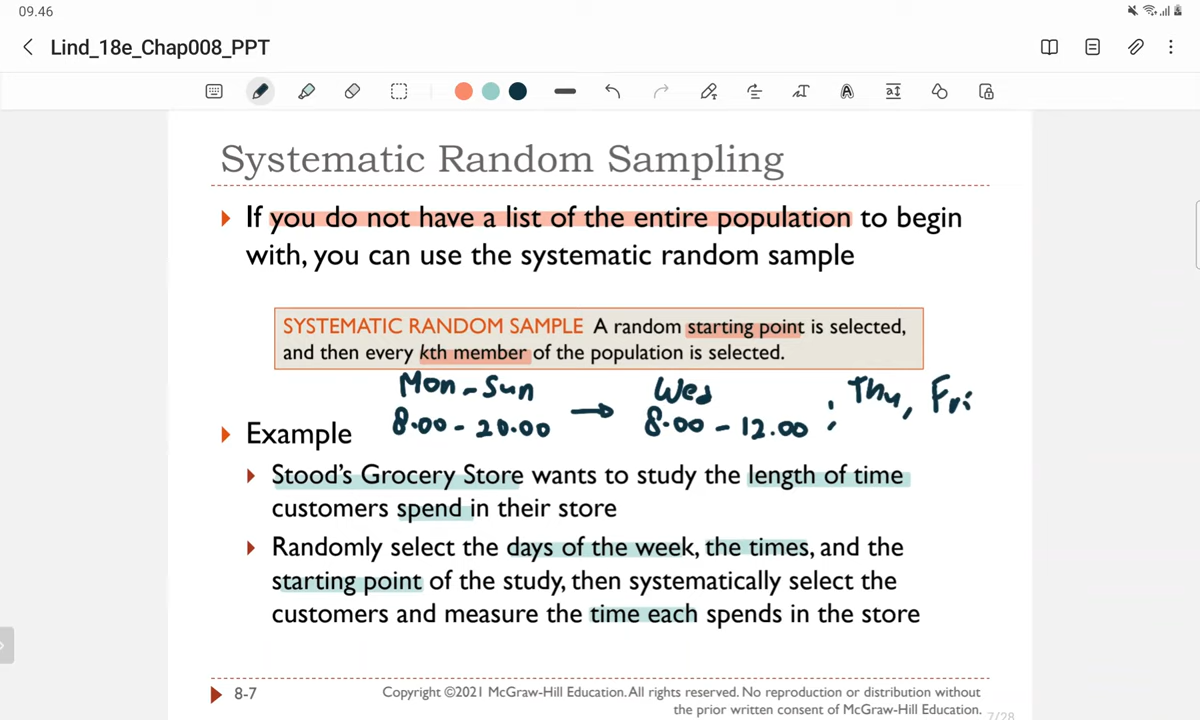 09.46
Lind_18e_Chap008_PPT
Systematic Random Sampling
If you do not have a list of the entire population to begin
with, you can use the systematic random sample
SYSTEMATIC RANDOM SAMPLE A random starting point is selected,
and then every kth member of the population is selected.
Mon - Sun Wed ; Thu, Fri
8.00 - 20.00 → 8.00 - 12.00
Example
Stood's Grocery Store wants to study the length of time
customers spend in their store
Randomly select the days of the week, the times, and the
starting point of the study, then systematically select the
customers and measure the time each spends in the store
8-7
Copyright ©2021 McGraw-Hill Education. All rights reserved. No reproduction or distribution without
the prior written consent of McGraw-Hill Education.
7/28